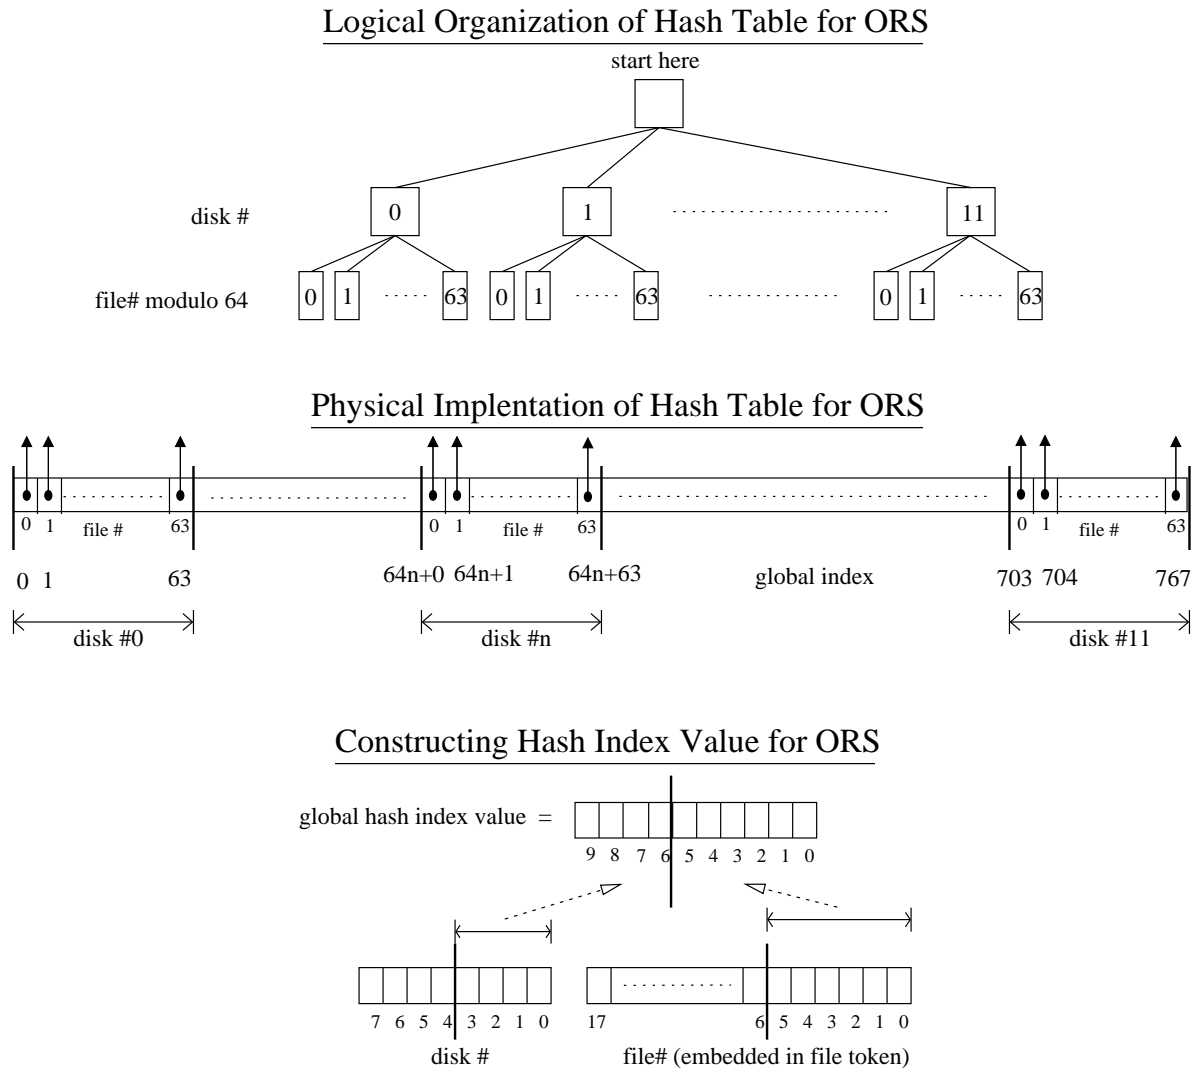 Logical Organization of Hash Table for ORS
start here
disk #
0 1 11
file# modulo 64
0 1 63 0 1 63 0 1 63
Physical Implentation of Hash Table for ORS
0 1 file # 63 0 1 file # 63 0 1 file # 63
0 1 63 64n+0 64n+1 64n+63 global index 703 704 767
disk #0 disk #n disk #11
Constructing Hash Index Value for ORS
global hash index value =
9 8 7 6 5 4 3 2 1 0
7 6 5 4 3 2 1 0 17 6 5 4 3 2 1 0
disk # file# (embedded in file token)